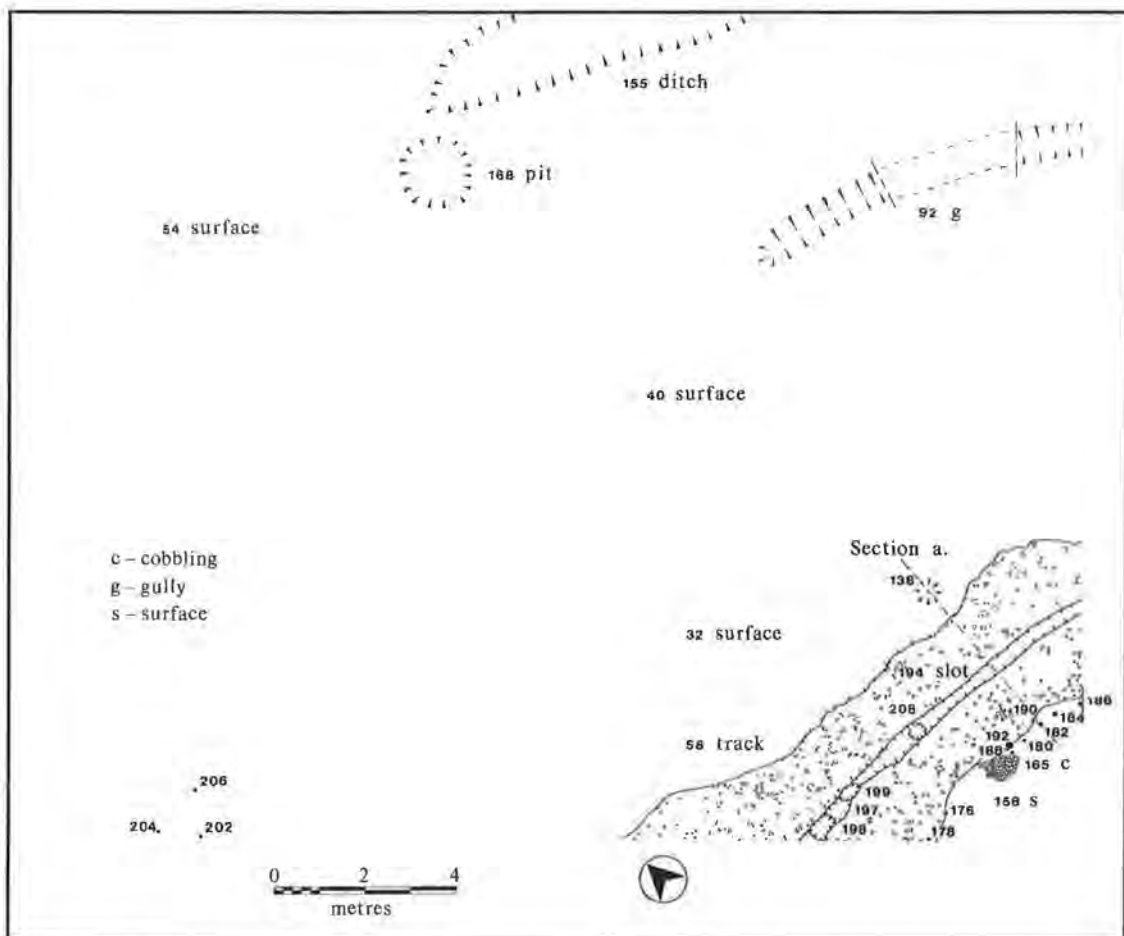 155 ditch
168 pit
92 g
54 surface
40 surface
c – cobbling
g – gully
s – surface
Section a.
138
32 surface
194 slot
208
190
186
184
182
192
180
188
165 c
58 track
158 s
199
197
176
198
178
206
204
202
0 2 4
metres